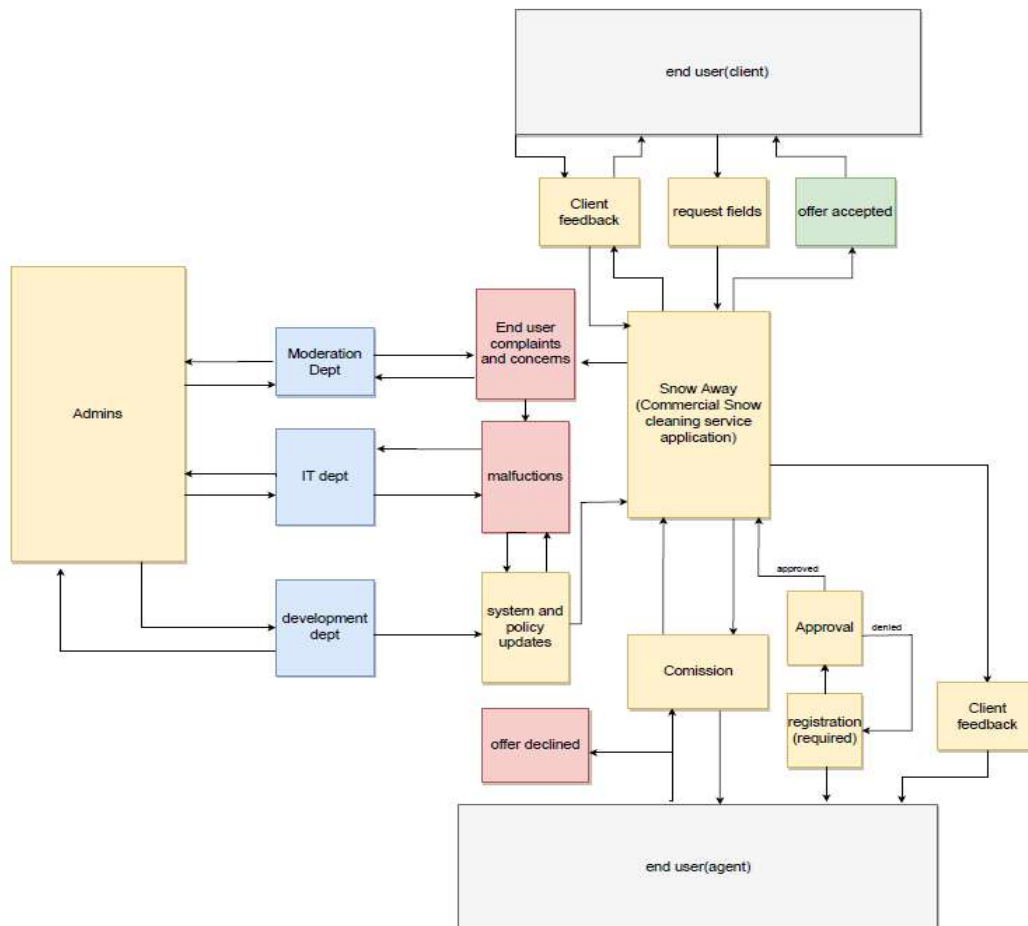 end user(client)
Client
feedback
request fields
offer accepted
End user
complaints
and concerns
Moderation
Dept
Snow Away
(Commercial Snow
cleaning service
application)
Admins
IT dept
malfuctions
approved
system and
policy
updates
development
dept
Approval
denied
Comission
registration
(required)
Client
feedback
offer declined
end user(agent)